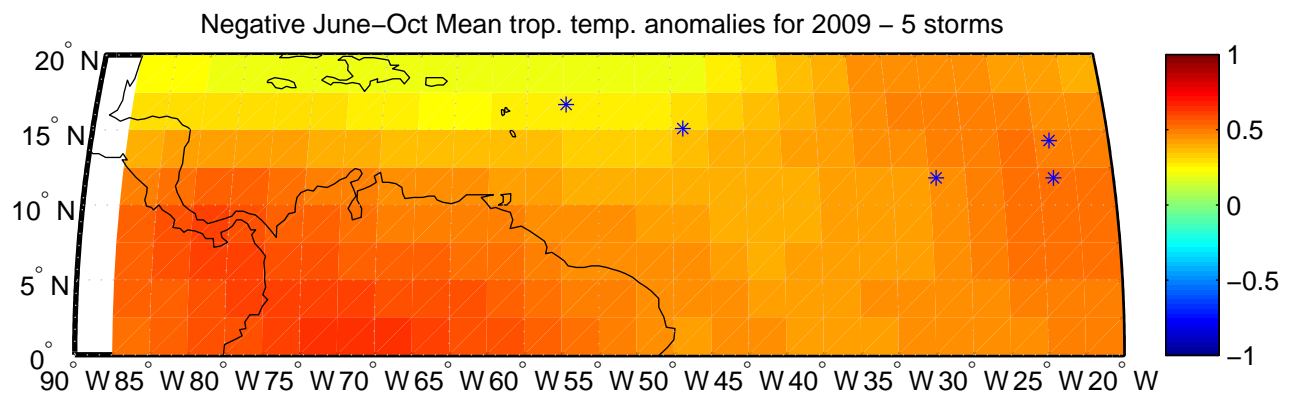 Negative June−Oct Mean trop. temp. anomalies for 2009 − 5 storms
20° N
15° N
10° N
5° N
0°
90° W 85° W 80° W 75° W 70° W 65° W 60° W 55° W 50° W 45° W 40° W 35° W 30° W 25° W 20° W
1
0.5
0
−0.5
−1